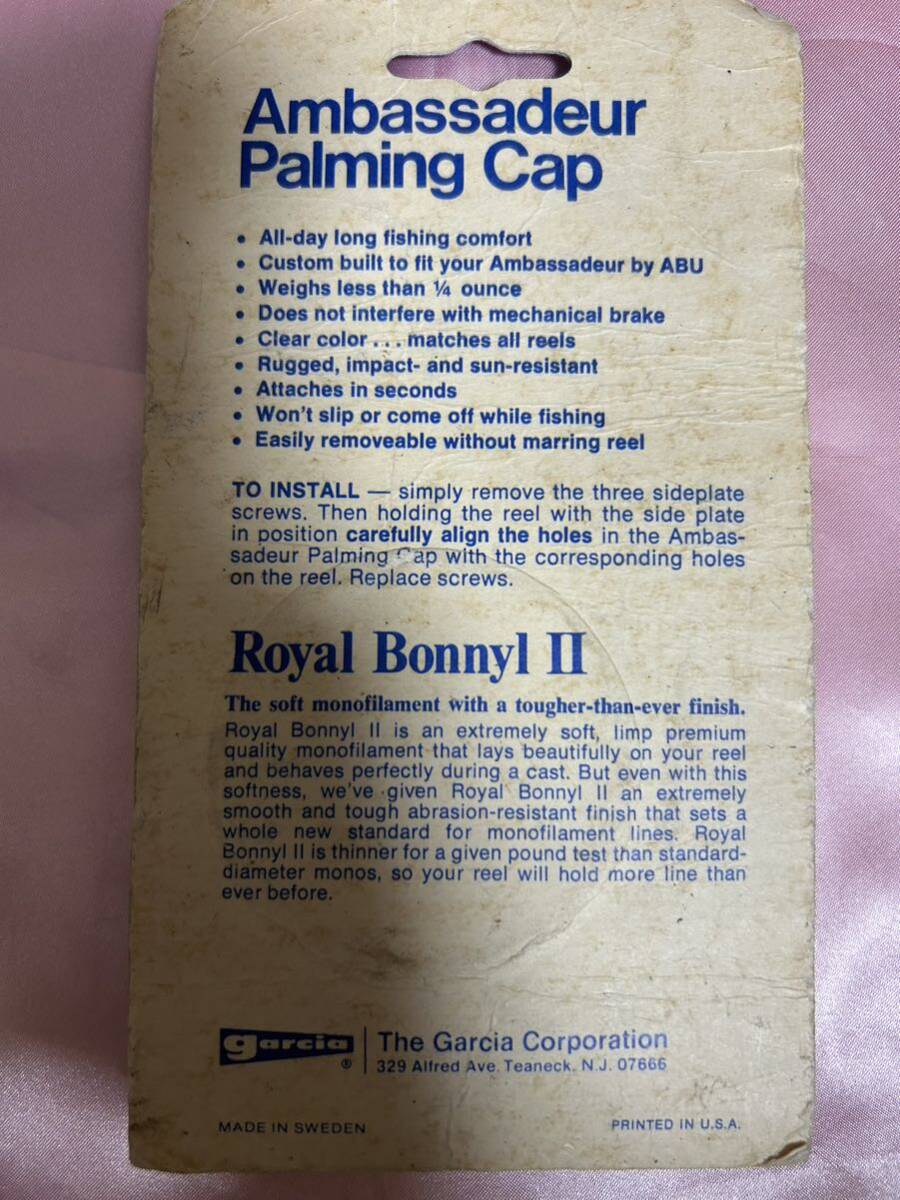 Ambassadeur
Palming Cap
• All-day long fishing comfort
• Custom built to fit your Ambassadeur by ABU
• Weighs less than ¼ ounce
• Does not interfere with mechanical brake
• Clear color . . . matches all reels
• Rugged, impact- and sun-resistant
• Attaches in seconds
• Won't slip or come off while fishing
• Easily removeable without marring reel
TO INSTALL — simply remove the three sideplate
screws. Then holding the reel with the side plate
in position carefully align the holes in the Ambas-
sadeur Palming Cap with the corresponding holes
on the reel. Replace screws.
Royal Bonnyl II
The soft monofilament with a tougher-than-ever finish.
Royal Bonnyl II is an extremely soft, limp premium
quality monofilament that lays beautifully on your reel
and behaves perfectly during a cast. But even with this
softness, we've given Royal Bonnyl II an extremely
smooth and tough abrasion-resistant finish that sets a
whole new standard for monofilament lines. Royal
Bonnyl II is thinner for a given pound test than standard-
diameter monos, so your reel will hold more line than
ever before.
garcia ®
The Garcia Corporation
329 Alfred Ave. Teaneck, N.J. 07666
MADE IN SWEDEN
PRINTED IN U.S.A.